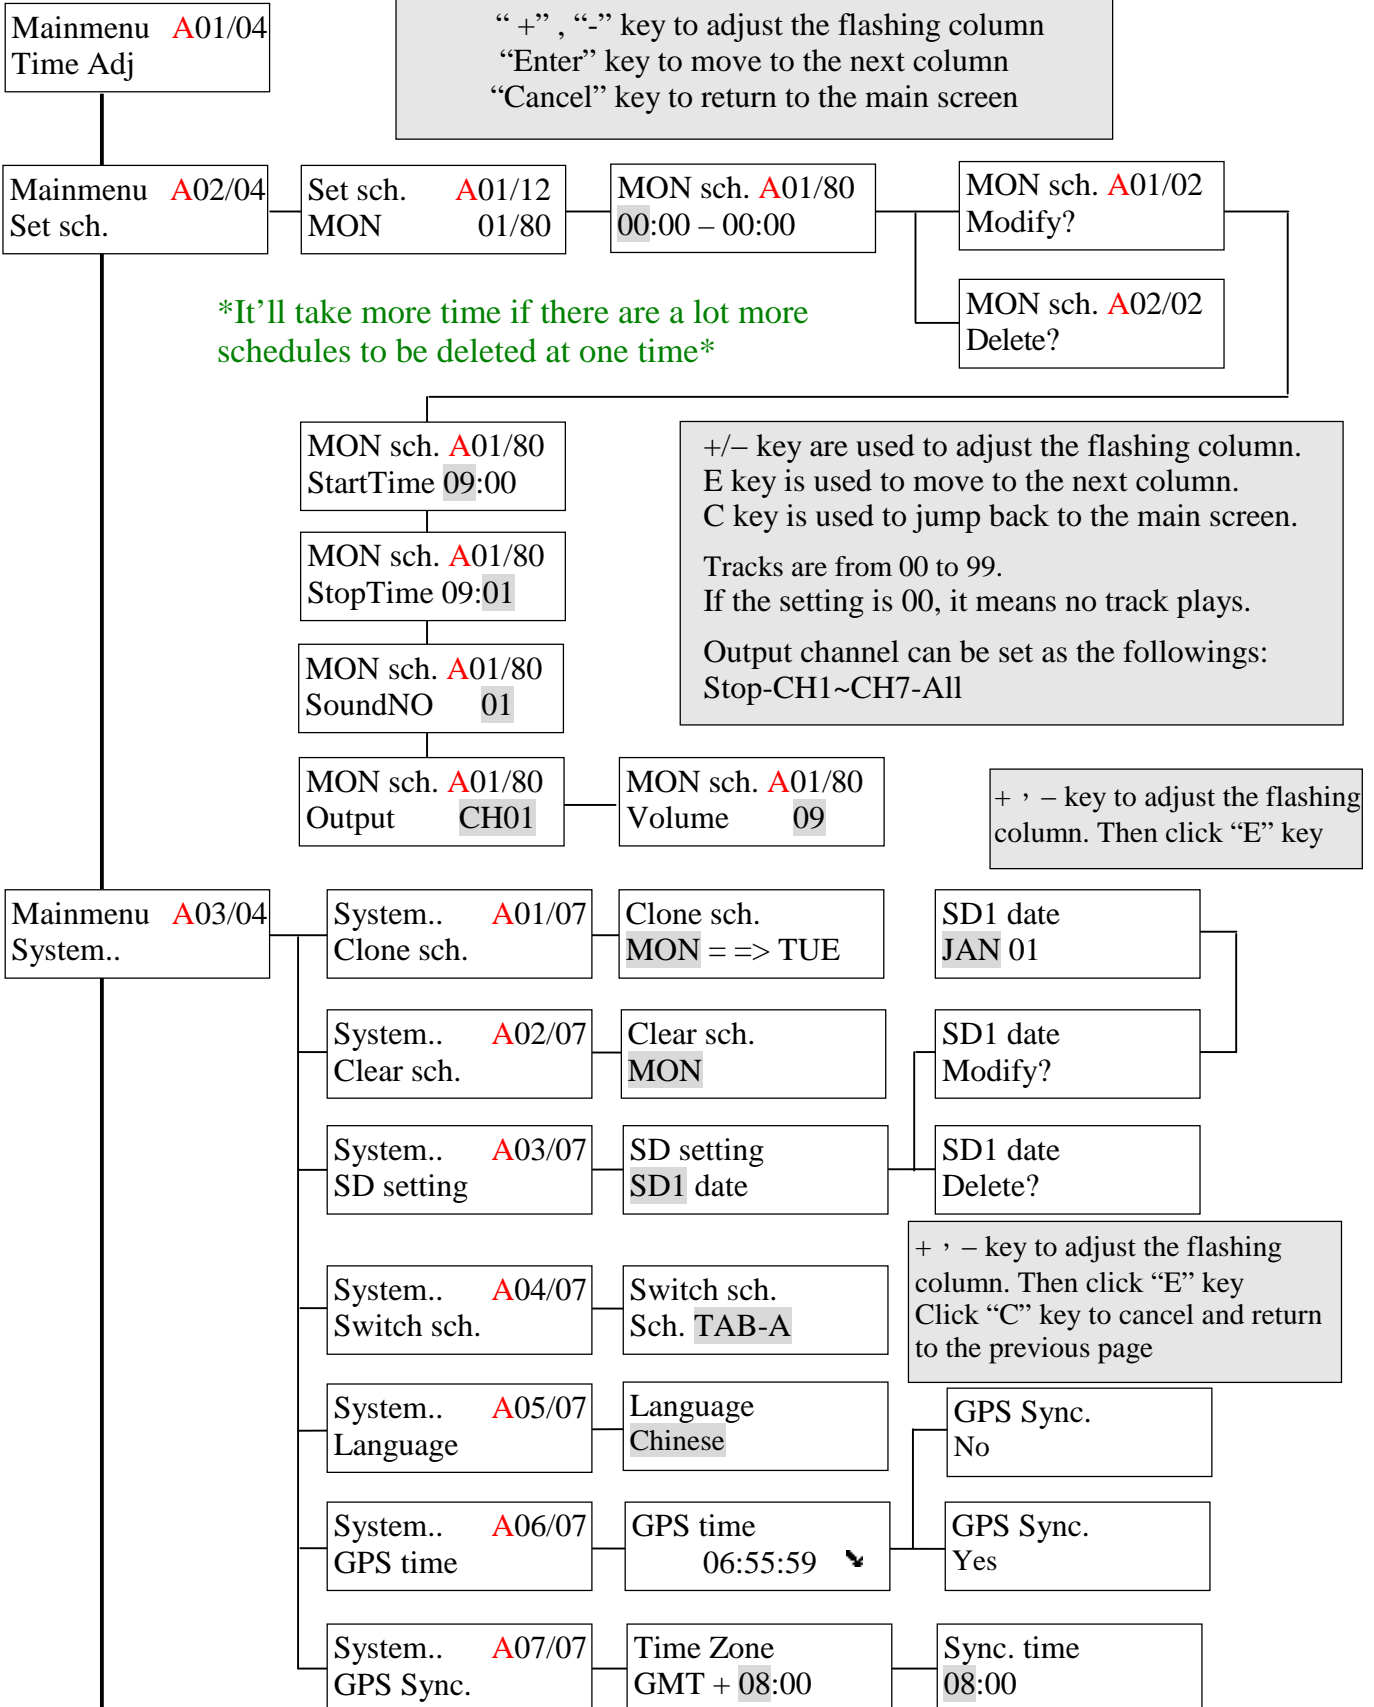 Mainmenu A01/04
Time Adj
“ +” , “-” key to adjust the flashing column
“Enter” key to move to the next column
“Cancel” key to return to the main screen
Mainmenu A02/04
Set sch.
Set sch. A01/12
MON 01/80
MON sch. A01/80
00:00 – 00:00
MON sch. A01/02
Modify?
MON sch. A02/02
Delete?
*It’ll take more time if there are a lot more
schedules to be deleted at one time*
MON sch. A01/80
StartTime 09:00
MON sch. A01/80
StopTime 09:01
MON sch. A01/80
SoundNO 01
MON sch. A01/80
Output CH01
MON sch. A01/80
Volume 09
+/– key are used to adjust the flashing column.
E key is used to move to the next column.
C key is used to jump back to the main screen.
Tracks are from 00 to 99.
If the setting is 00, it means no track plays.
Output channel can be set as the followings:
Stop-CH1~CH7-All
+，– key to adjust the flashing
column. Then click “E” key
Mainmenu A03/04
System..
System.. A01/07
Clone sch.
Clone sch.
MON = => TUE
SD1 date
JAN 01
System.. A02/07
Clear sch.
Clear sch.
MON
SD1 date
Modify?
System.. A03/07
SD setting
SD setting
SD1 date
SD1 date
Delete?
+，– key to adjust the flashing
column. Then click “E” key
Click “C” key to cancel and return
to the previous page
System.. A04/07
Switch sch.
Switch sch.
Sch. TAB-A
System.. A05/07
Language
Language
Chinese
GPS Sync.
No
System.. A06/07
GPS time
GPS time
06:55:59
GPS Sync.
Yes
System.. A07/07
GPS Sync.
Time Zone
GMT + 08:00
Sync. time
08:00